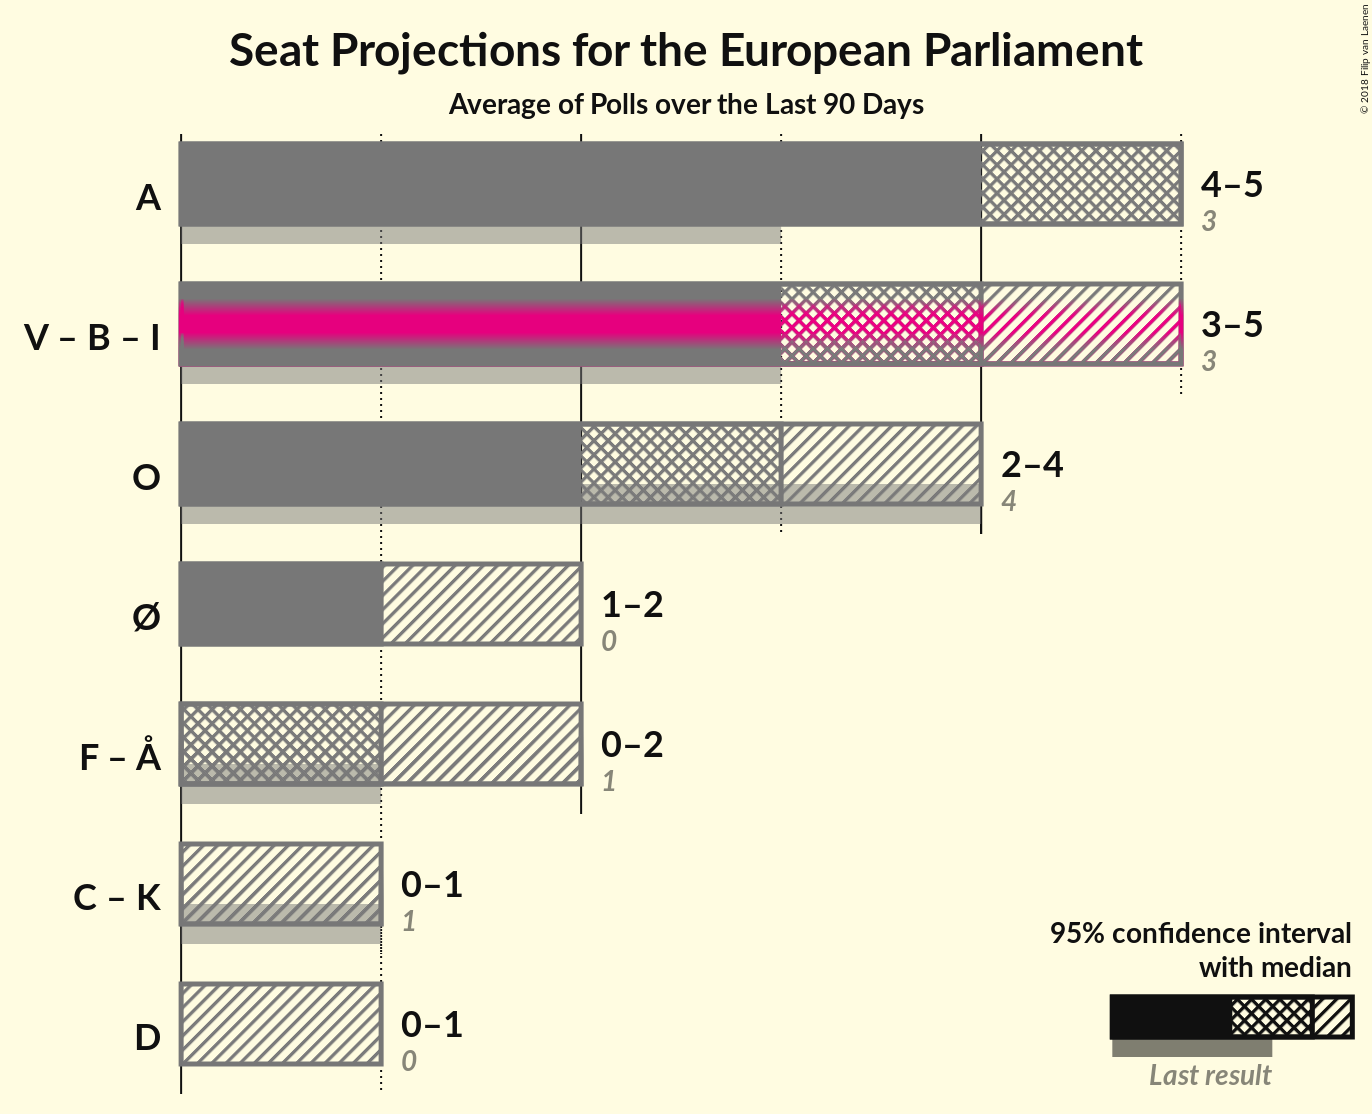 Seat Projections for the European Parliament
Average of Polls over the Last 90 Days
© 2018 Filip van Laenen
A
4–5
3
V – B – I
3–5
3
O
2–4
4
Ø
1–2
0
F – Å
0–2
1
C – K
0–1
1
D
0–1
0
95% confidence interval
with median
Last result